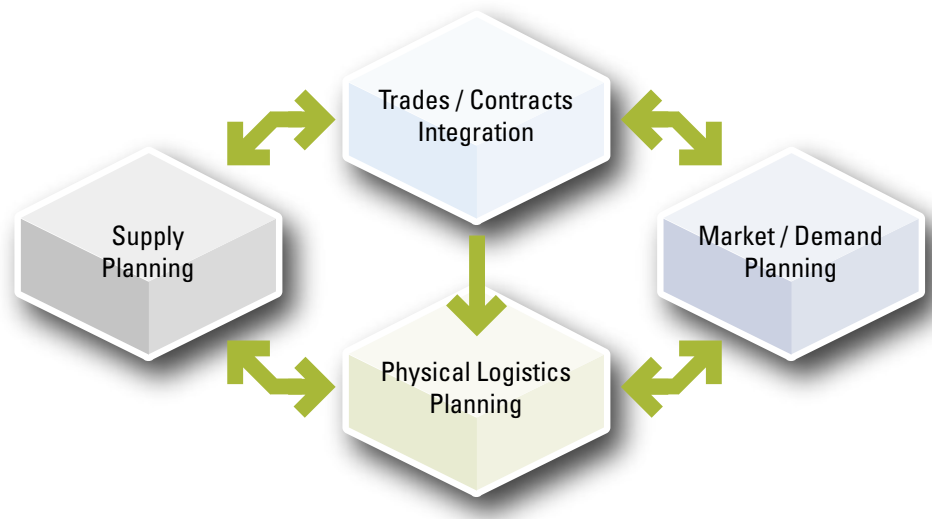 Trades / Contracts
Integration
Supply
Planning
Market / Demand
Planning
Physical Logistics
Planning